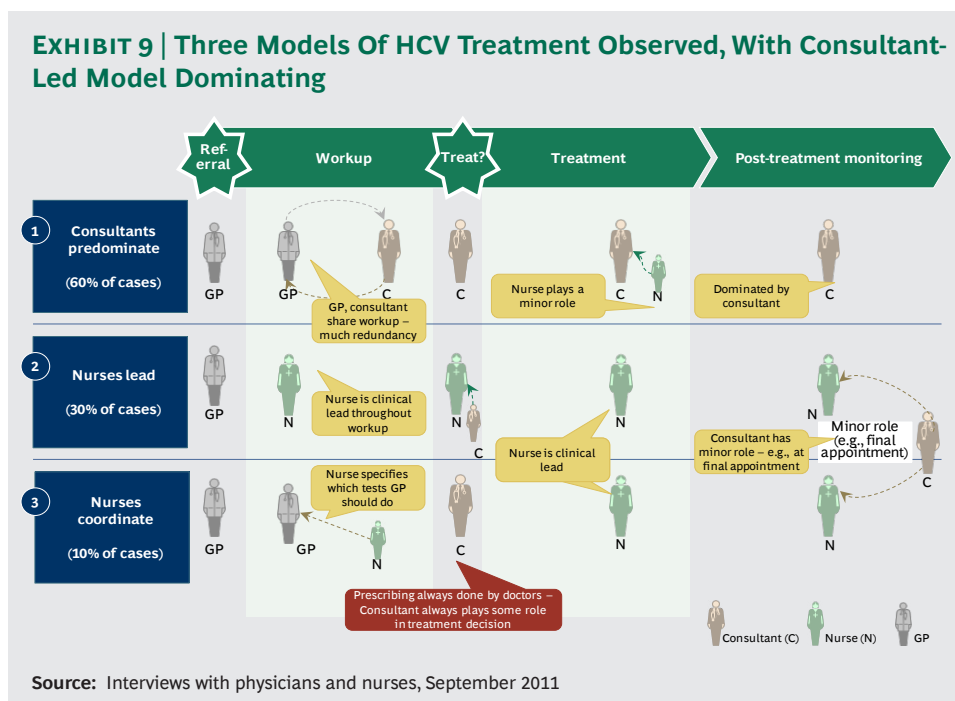 EXHIBIT 9 | Three Models Of HCV Treatment Observed, With Consultant-
Led Model Dominating
Ref-
erral
Workup
Treat?
Treatment
Post-treatment monitoring
1
Consultants
predominate
(60% of cases)
GP
GP
C
GP, consultant
share workup –
much redundancy
C
Nurse plays a
minor role
C
N
Dominated by
consultant
C
2
Nurses lead
(30% of cases)
GP
N
Nurse is clinical
lead throughout
workup
N
C
Nurse is clinical
lead
N
N
Consultant has
minor role – e.g., at
final appointment
Minor role
(e.g., final
appointment)
C
3
Nurses
coordinate
(10% of cases)
GP
Nurse specifies
which tests GP
should do
GP
N
C
N
N
Prescribing always done by doctors –
Consultant always plays some role
in treatment decision
Consultant (C)
Nurse (N)
GP
Source: Interviews with physicians and nurses, September 2011